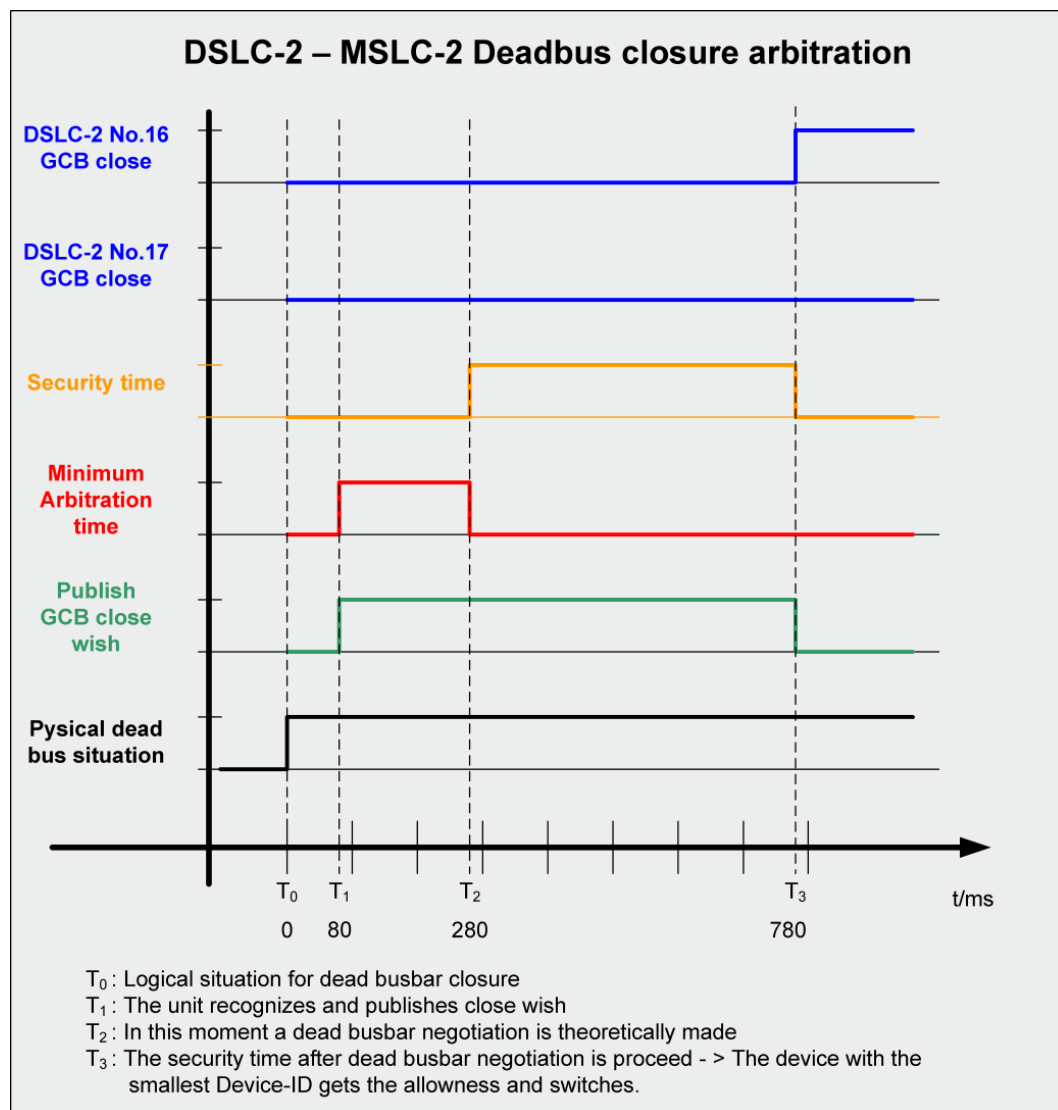 DSLC-2 – MSLC-2 Deadbus closure arbitration
DSLC-2 No.16
GCB close
DSLC-2 No.17
GCB close
Security time
Minimum
Arbitration
time
Publish
GCB close
wish
Pysical dead
bus situation
T₀ T₁ T₂ T₃ t/ms
0 80 280 780
T₀ : Logical situation for dead busbar closure
T₁ : The unit recognizes and publishes close wish
T₂ : In this moment a dead busbar negotiation is theoretically made
T₃ : The security time after dead busbar negotiation is proceed - > The device with the
smallest Device-ID gets the allowness and switches.